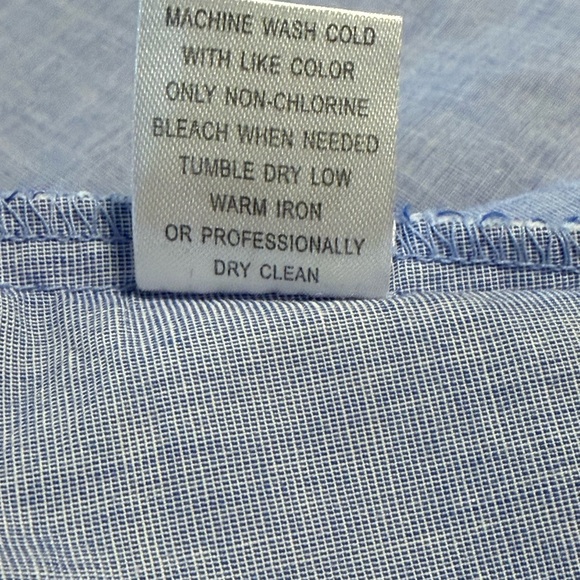 MACHINE WASH COLD
WITH LIKE COLOR
ONLY NON-CHLORINE
BLEACH WHEN NEEDED
TUMBLE DRY LOW
WARM IRON
OR PROFESSIONALLY
DRY CLEAN